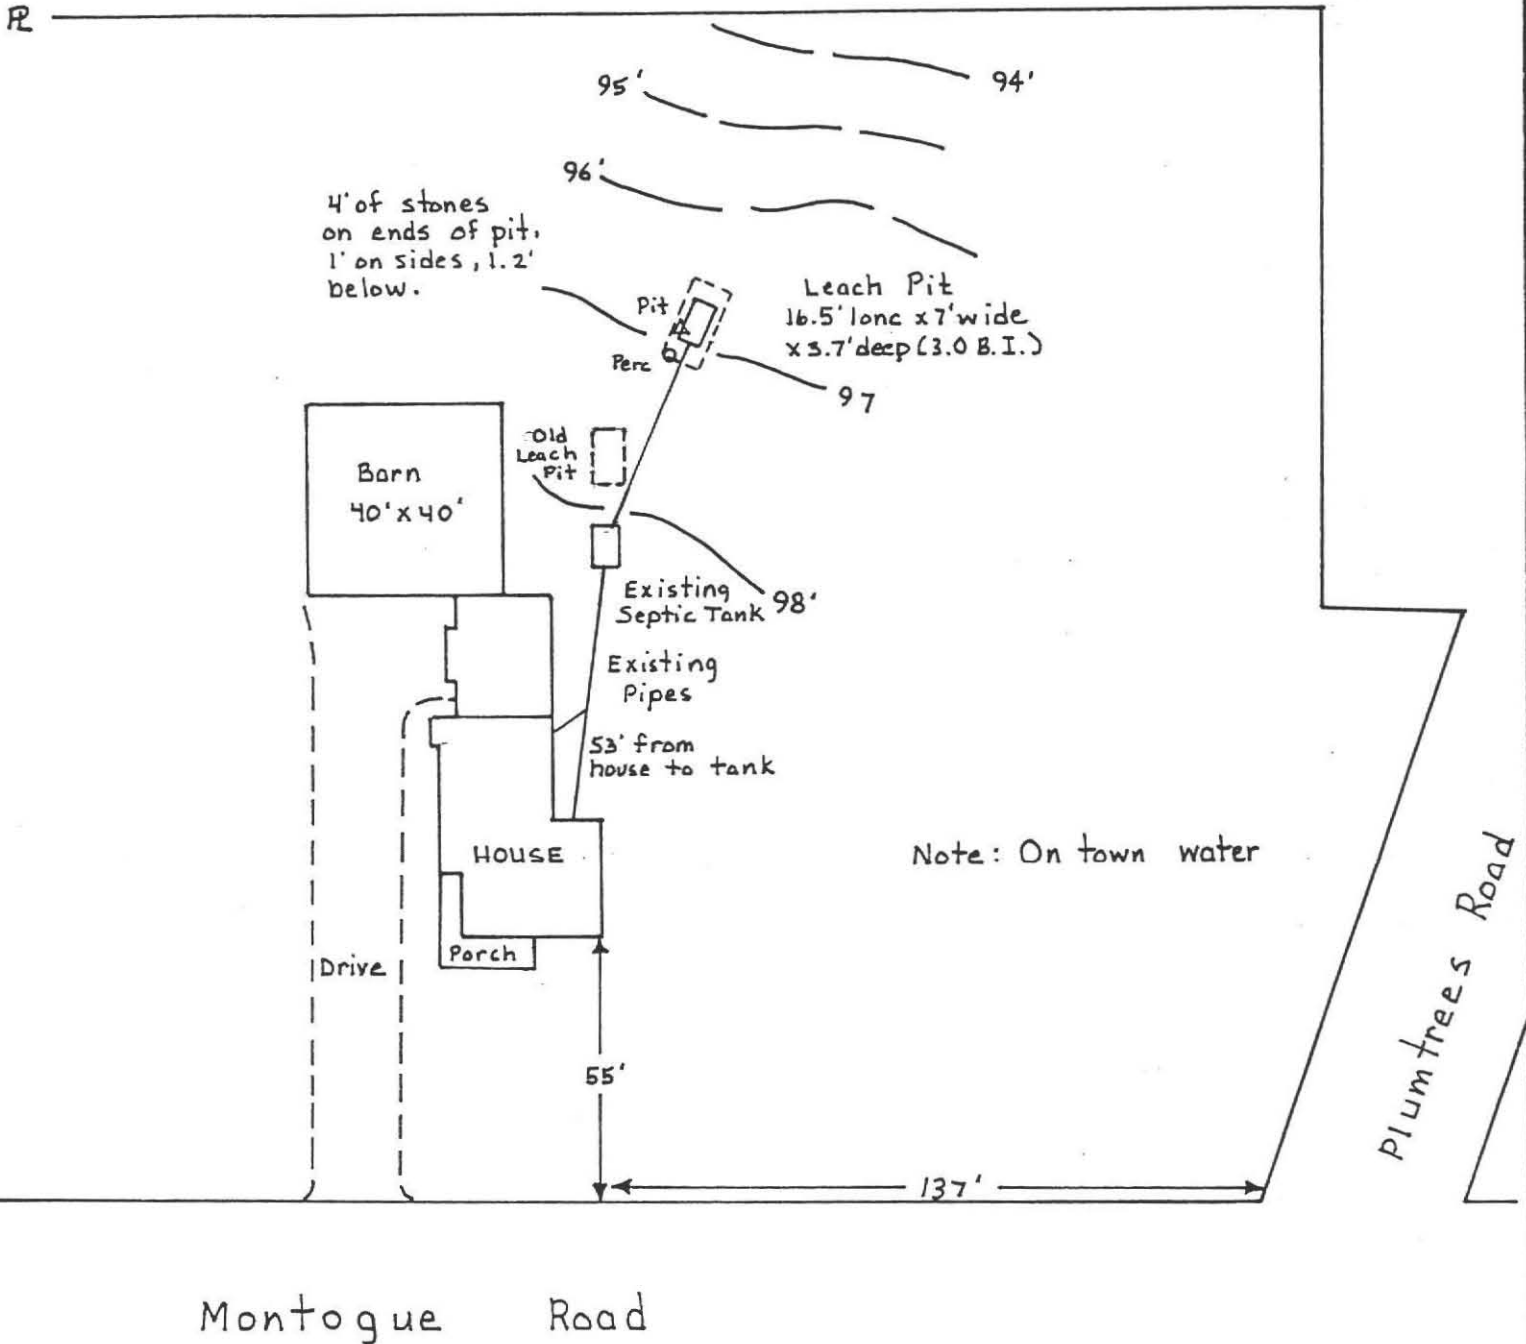 PL
94'
95'
96'
4' of stones
on ends of pit.
1' on sides, 1.2'
below.
Pit
Perc
Leach Pit
16.5' lonc x 7' wide
x 3.7' deep (3.0 B.I.)
97
Old
Leach
Pit
Barn
40' x 40'
Existing
Septic Tank
98'
Existing
Pipes
53' from
house to tank
HOUSE
Note: On town water
Porch
Drive
55'
137'
Plumtrees Road
Montogue Road